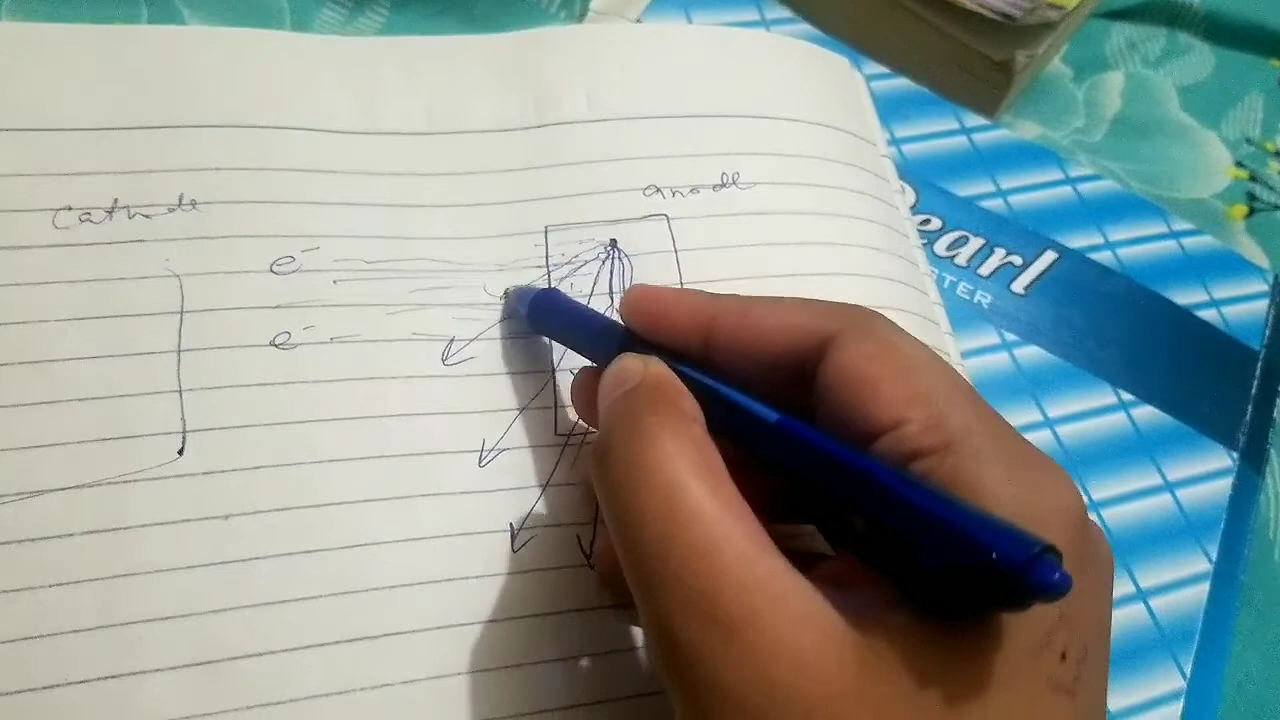 Cathode
anode
e⁻
e⁻
earl
STER